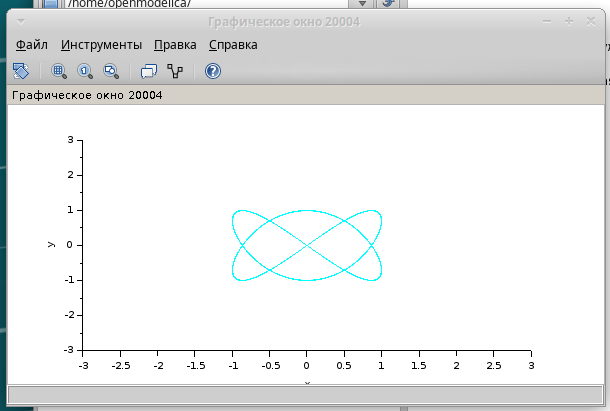 /home/openmodelica/
Графическое окно 20004
Файл Инструменты Правка Справка
Графическое окно 20004
3
2
1
y
0
-1
-2
-3
-3 -2.5 -2 -1.5 -1 -0.5 0 0.5 1 1.5 2 2.5 3